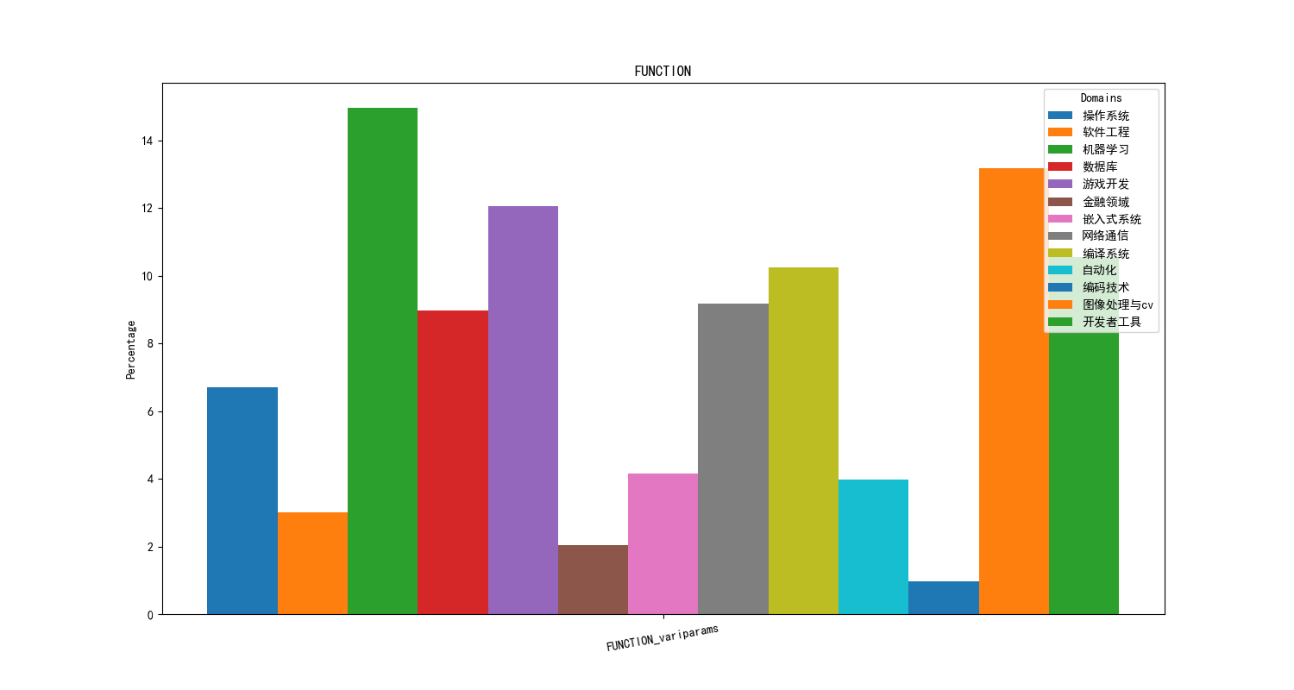 FUNCTION
Domains
操作系统
软件工程
机器学习
数据库
游戏开发
金融领域
嵌入式系统
网络通信
编译系统
自动化
编码技术
图像处理与cv
开发者工具
Percentage
14
12
10
8
6
4
2
0
FUNCTION_variparams